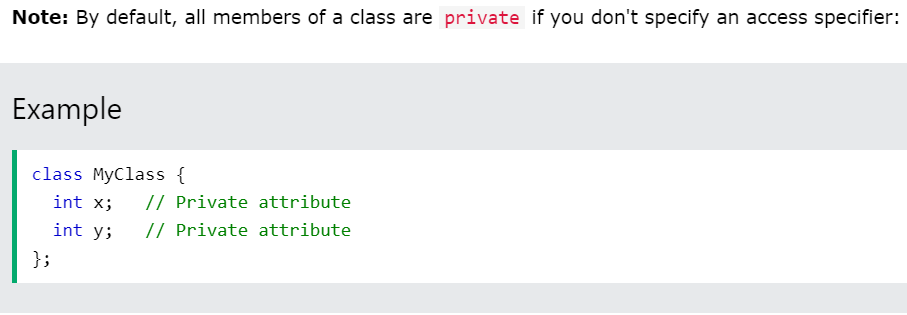 Note: By default, all members of a class are private if you don't specify an access specifier:
Example
class MyClass {
  int x;   // Private attribute
  int y;   // Private attribute
};